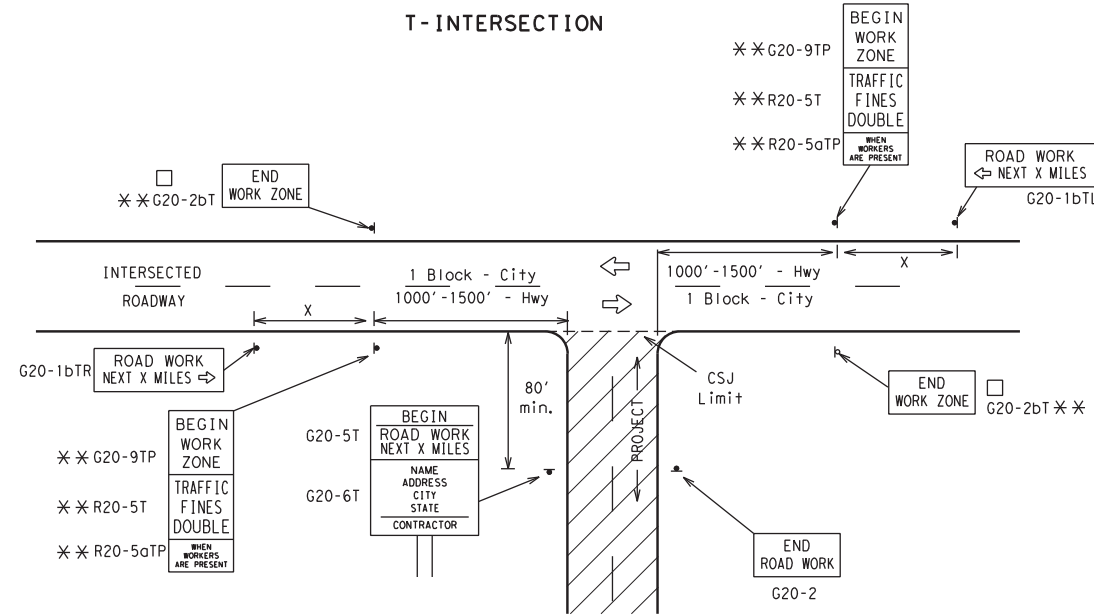 T-INTERSECTION
BEGIN
WORK
ZONE
TRAFFIC
FINES
DOUBLE
WHEN
WORKERS
ARE PRESENT
✳✳G20-9TP
✳✳R20-5T
✳✳R20-5aTP
ROAD WORK
⇦ NEXT X MILES
G20-1bTL
□
✳✳G20-2bT
END
WORK ZONE
INTERSECTED
ROADWAY
1 Block - City
1000'-1500' - Hwy
X
1000'-1500' - Hwy
1 Block - City
X
G20-1bTR
ROAD WORK
NEXT X MILES ⇨
80'
min.
CSJ
Limit
PROJECT
END
WORK ZONE
□
G20-2bT ✳✳
✳✳ G20-9TP
✳✳ R20-5T
✳✳ R20-5aTP
BEGIN
WORK
ZONE
TRAFFIC
FINES
DOUBLE
WHEN
WORKERS
ARE PRESENT
G20-5T
G20-6T
BEGIN
ROAD WORK
NEXT X MILES
NAME
ADDRESS
CITY
STATE
CONTRACTOR
END
ROAD WORK
G20-2